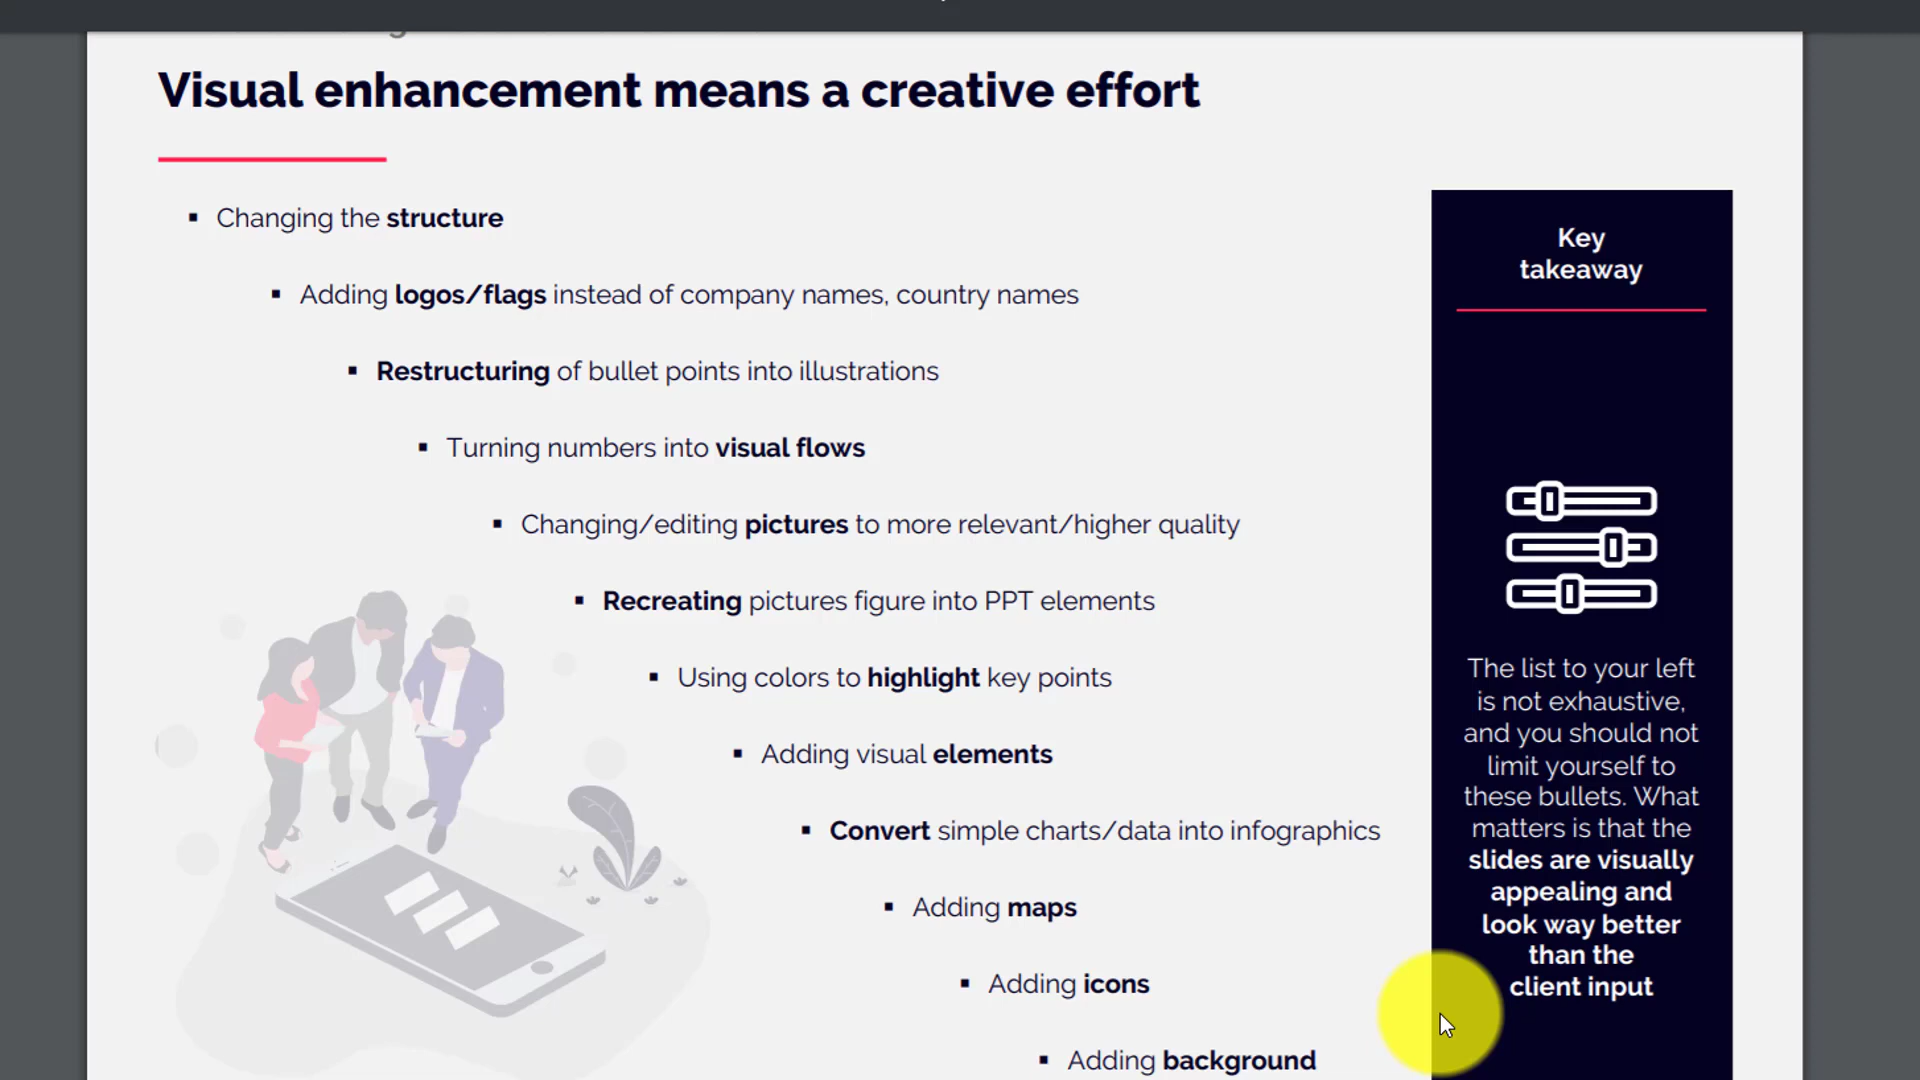 Visual enhancement means a creative effort
▪ Changing the structure
▪ Adding logos/flags instead of company names, country names
▪ Restructuring of bullet points into illustrations
▪ Turning numbers into visual flows
▪ Changing/editing pictures to more relevant/higher quality
▪ Recreating pictures figure into PPT elements
▪ Using colors to highlight key points
▪ Adding visual elements
▪ Convert simple charts/data into infographics
▪ Adding maps
▪ Adding icons
▪ Adding background
Key
takeaway
The list to your left
is not exhaustive,
and you should not
limit yourself to
these bullets. What
matters is that the
slides are visually
appealing and
look way better
than the
client input